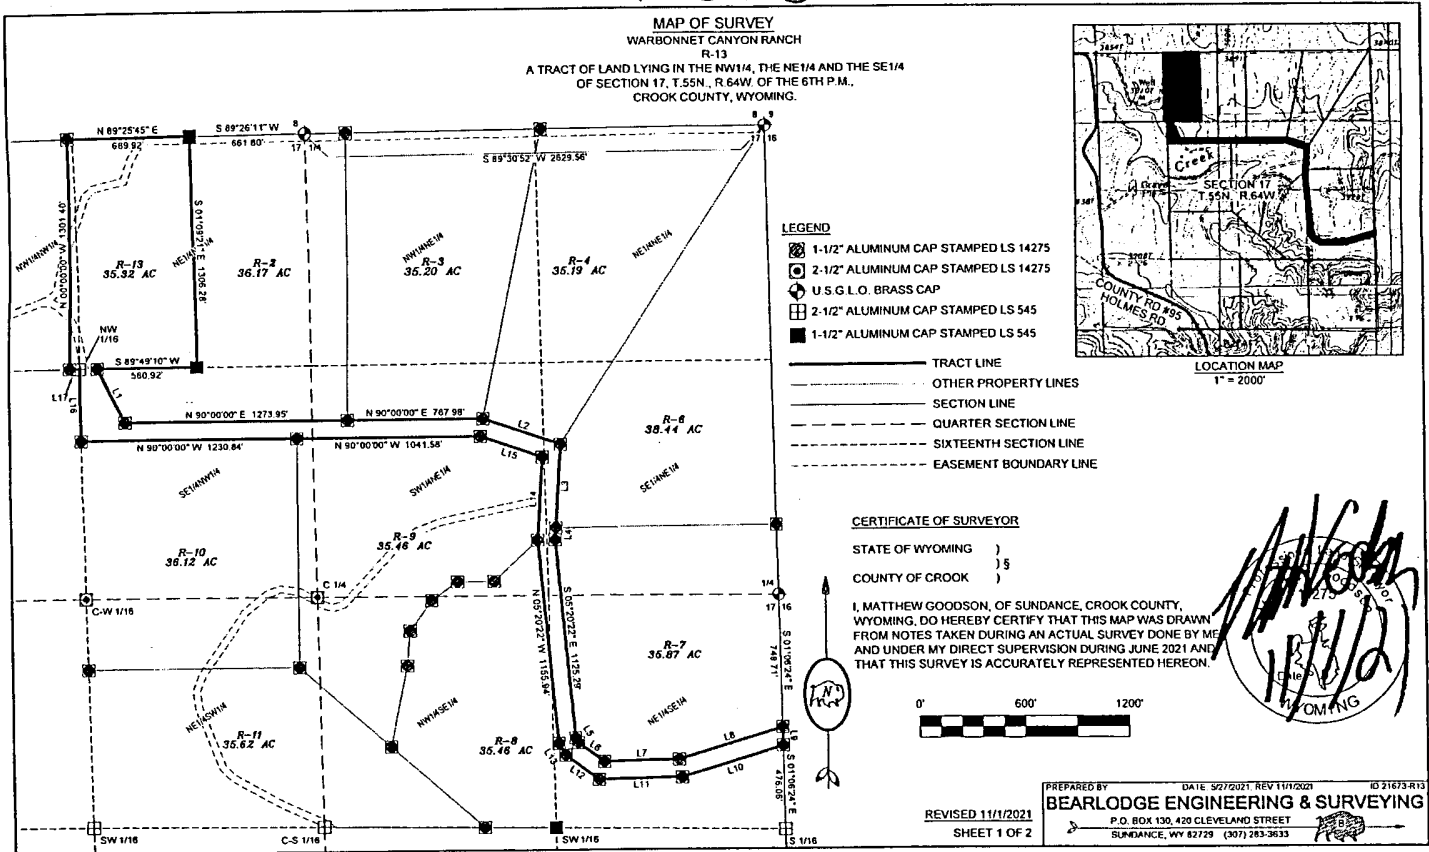 MAP OF SURVEY
WARBONNET CANYON RANCH
R-13
A TRACT OF LAND LYING IN THE NW1/4, THE NE1/4 AND THE SE1/4
OF SECTION 17, T.55N., R.64W. OF THE 6TH P.M.,
CROOK COUNTY, WYOMING.
N 89°25'45" E
689.92'
S 89°26'11" W
661.80'
8
17 1/4
S 89°30'52" W 2629.56'
8 9
17 16
N 00°00'00" W 1301.40'
S 01°09'21" E 1306.28'
NW1/4NW1/4
NE1/4NW1/4
NW1/4NE1/4
NE1/4NE1/4
R-13
35.32 AC
R-2
36.17 AC
R-3
35.20 AC
R-4
35.19 AC
NW
1/16
S 89°49'10" W
560.92'
L17
L16
L1
N 90°00'00" E 1273.95'
N 90°00'00" E 767.98'
L2
R-6
38.44 AC
N 90°00'00" W 1230.84'
N 90°00'00" W 1041.58'
L15
SE1/4NW1/4
SW1/4NE1/4
SE1/4NE1/4
L3
L4
R-10
36.12 AC
R-9
35.46 AC
C-W 1/16
C 1/4
1/4
17 16
N 05°20'22" W 1155.94'
S 05°20'22" E 1125.29'
R-7
35.87 AC
S 01°06'24" E
748.71'
NE1/4SW1/4
NW1/4SE1/4
NE1/4SE1/4
R-11
35.62 AC
R-8
35.46 AC
L5
L6
L7
L8
L9
L13
L12
L11
L10
S 01°06'24" E
476.06'
SW 1/16
C-S 1/16
SW 1/16
S 1/16
LEGEND
1-1/2" ALUMINUM CAP STAMPED LS 14275
2-1/2" ALUMINUM CAP STAMPED LS 14275
U.S.G.L.O. BRASS CAP
2-1/2" ALUMINUM CAP STAMPED LS 545
1-1/2" ALUMINUM CAP STAMPED LS 545
TRACT LINE
OTHER PROPERTY LINES
SECTION LINE
QUARTER SECTION LINE
SIXTEENTH SECTION LINE
EASEMENT BOUNDARY LINE
Creek
SECTION 17
T.55N., R.64W.
COUNTY RD #95
HOLMES RD.
LOCATION MAP
1" = 2000'
CERTIFICATE OF SURVEYOR
STATE OF WYOMING )
) §
COUNTY OF CROOK )
I, MATTHEW GOODSON, OF SUNDANCE, CROOK COUNTY,
WYOMING, DO HEREBY CERTIFY THAT THIS MAP WAS DRAWN
FROM NOTES TAKEN DURING AN ACTUAL SURVEY DONE BY ME
AND UNDER MY DIRECT SUPERVISION DURING JUNE 2021 AND
THAT THIS SURVEY IS ACCURATELY REPRESENTED HEREON.
WYOMING
N
0' 600' 1200'
REVISED 11/1/2021
SHEET 1 OF 2
PREPARED BY DATE 5/27/2021, REV 11/1/2021 ID 21673-R13
BEARLODGE ENGINEERING & SURVEYING
P.O. BOX 130, 420 CLEVELAND STREET
SUNDANCE, WY 82729 (307) 283-3633